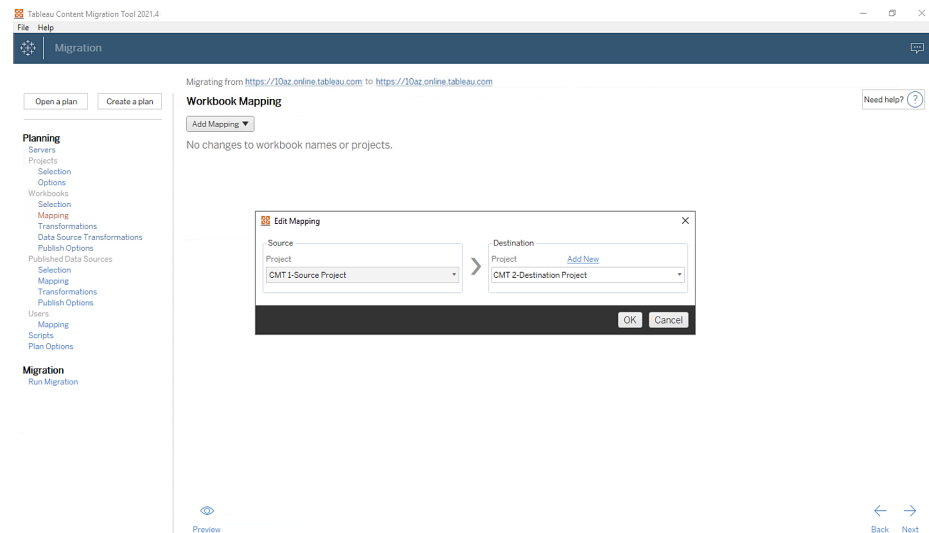 Tableau Content Migration Tool 2021.4
File Help
Migration
Migrating from https://10az.online.tableau.com to https://10az.online.tableau.com
Open a plan Create a plan
Workbook Mapping
Need help? ?
Add Mapping ▼
No changes to workbook names or projects.
Planning
Servers
Projects
Selection
Options
Workbooks
Selection
Mapping
Transformations
Data Source Transformations
Publish Options
Published Data Sources
Selection
Mapping
Transformations
Publish Options
Users
Mapping
Scripts
Plan Options
Migration
Run Migration
Edit Mapping
Source
Project
CMT 1-Source Project
Destination
Project Add New
CMT 2-Destination Project
OK Cancel
Preview
Back Next